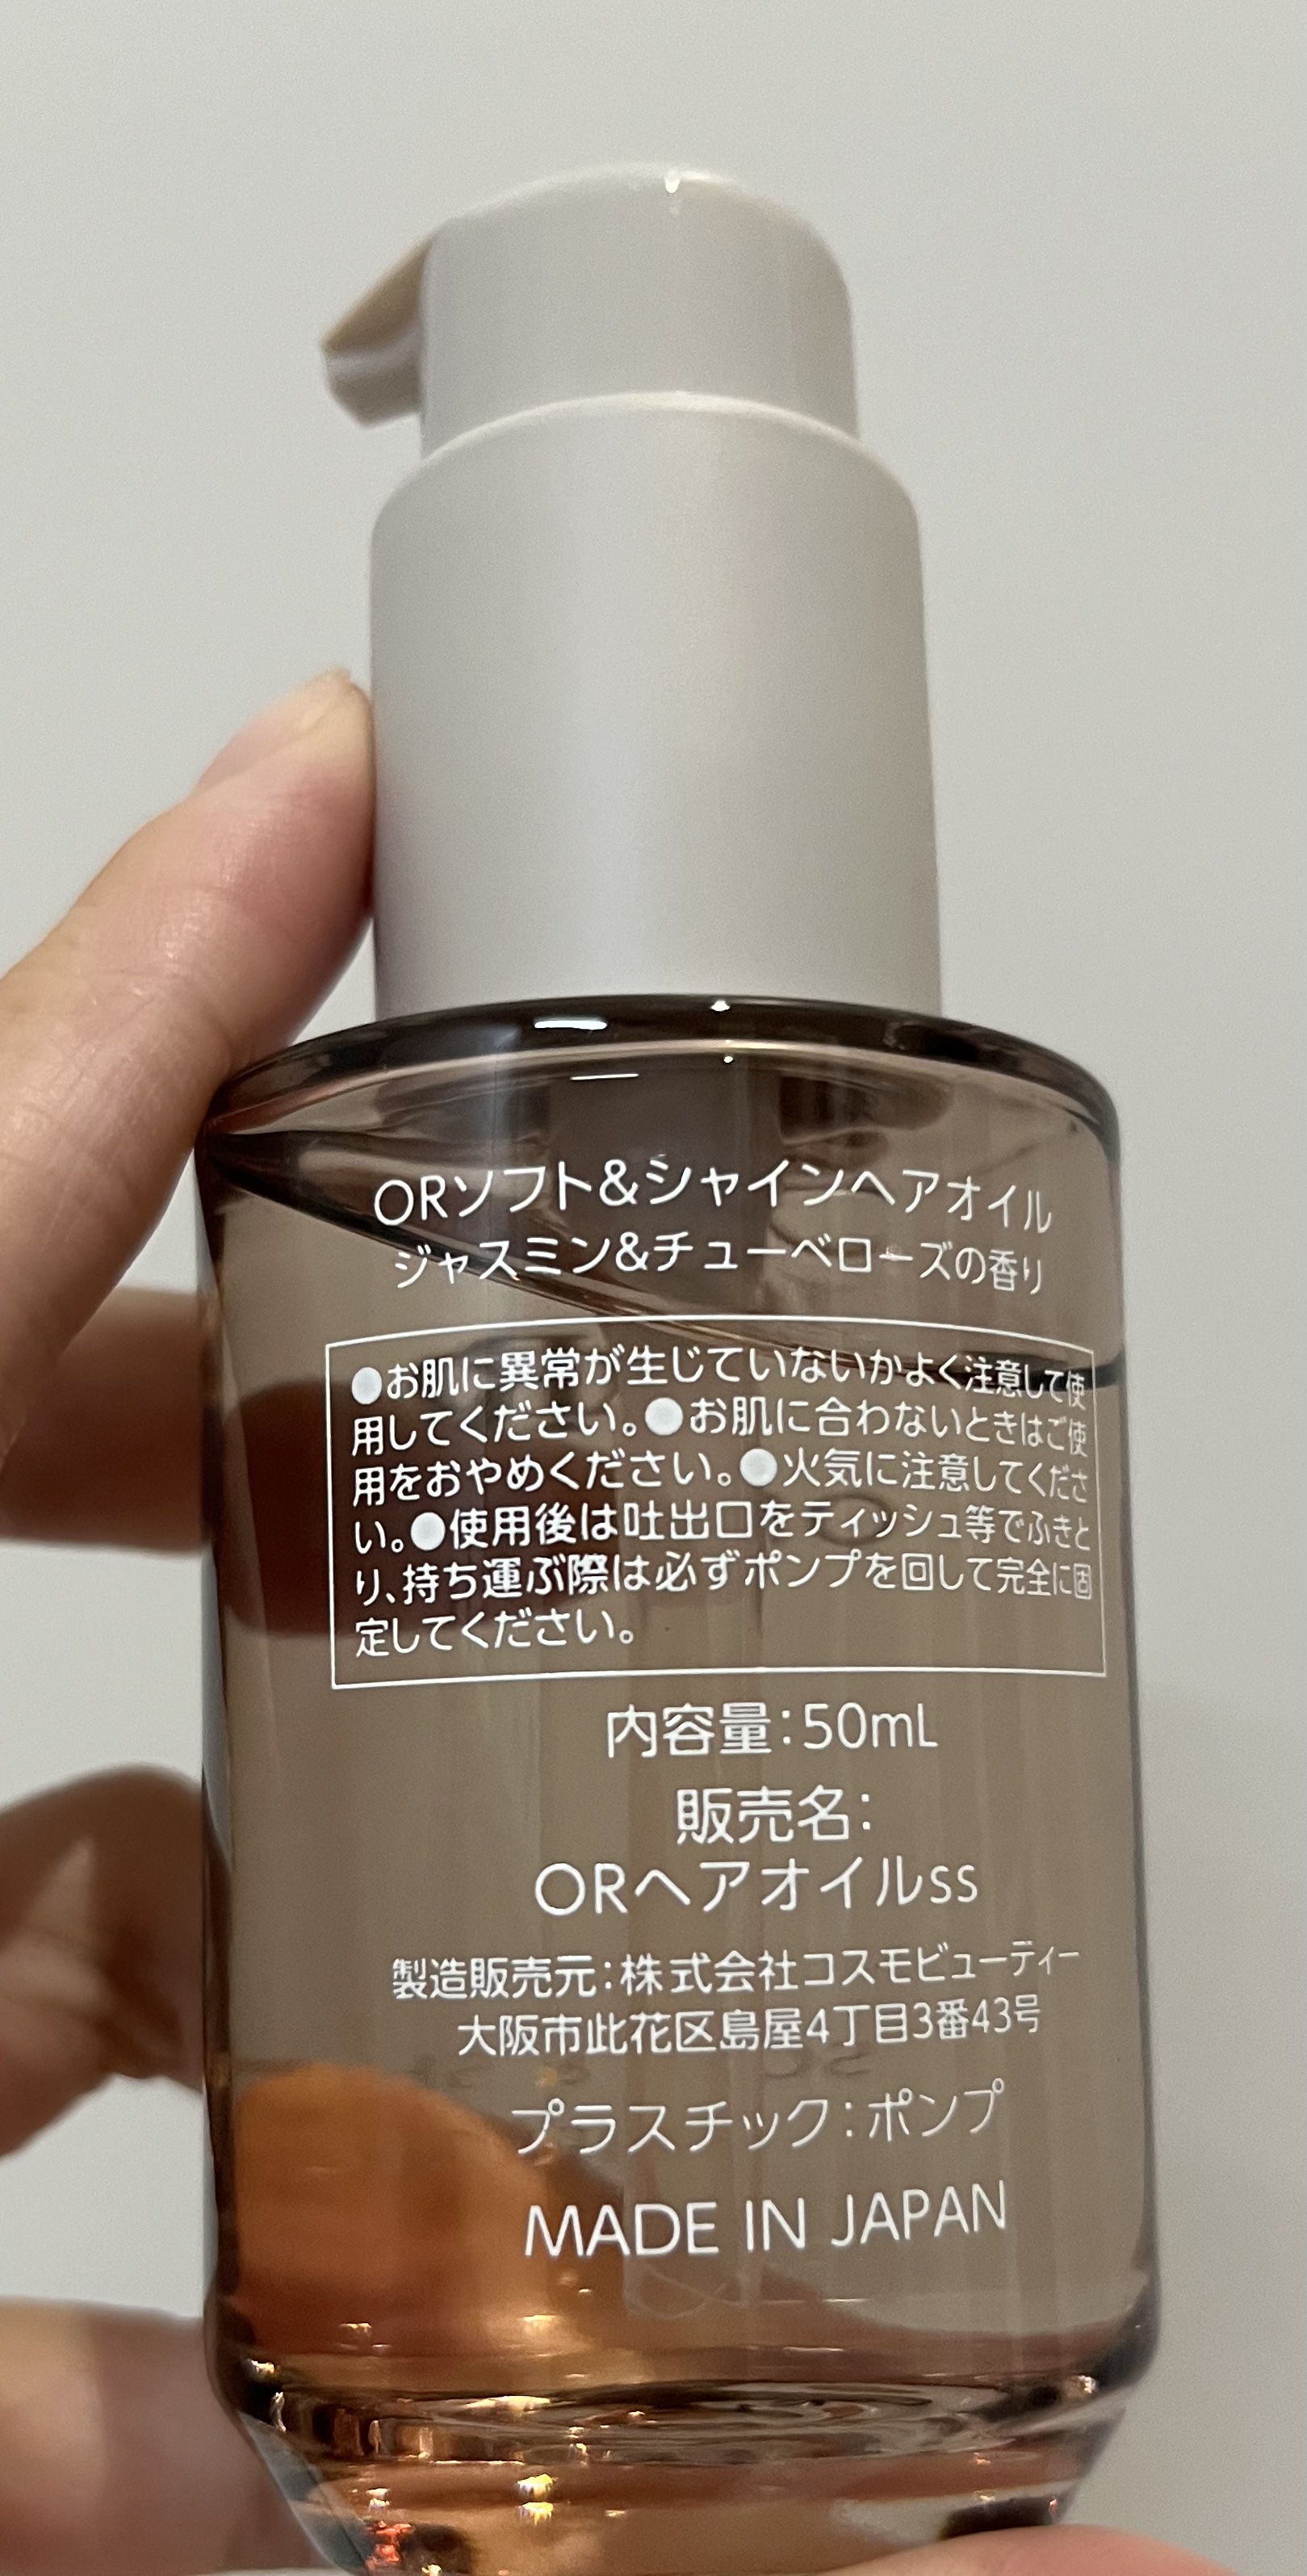 ORソフト&シャインヘアオイル
ジャスミン&チューベローズの香り
●お肌に異常が生じていないかよく注意して使
用してください。●お肌に合わないときはご使
用をおやめください。●火気に注意してくださ
い。●使用後は吐出口をティッシュ等でふきと
り、持ち運ぶ際は必ずポンプを回して完全に固
定してください。
内容量:50mL
販売名:
ORヘアオイルss
製造販売元:株式会社コスモビューティー
大阪市此花区島屋4丁目3番43号
プラスチック:ポンプ
MADE IN JAPAN